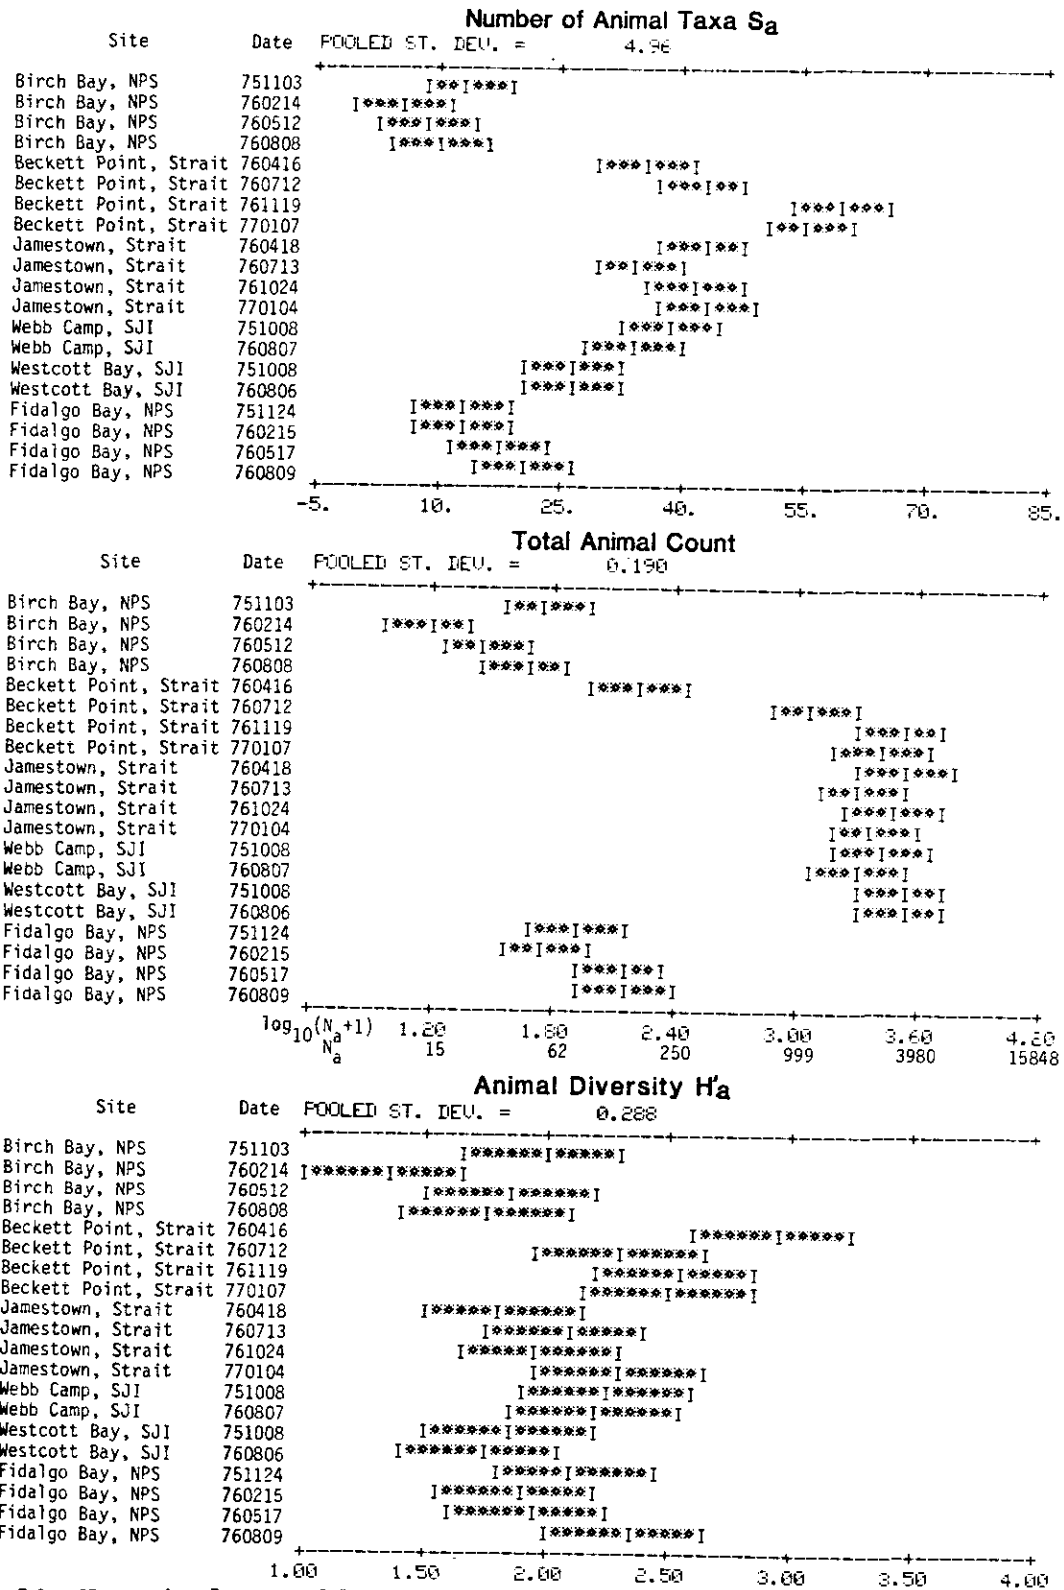 Number of Animal Taxa Sa
Site Date POOLED ST. DEV. = 4.96
Birch Bay, NPS 751103
Birch Bay, NPS 760214
Birch Bay, NPS 760512
Birch Bay, NPS 760808
Beckett Point, Strait 760416
Beckett Point, Strait 760712
Beckett Point, Strait 761119
Beckett Point, Strait 770107
Jamestown, Strait 760418
Jamestown, Strait 760713
Jamestown, Strait 761024
Jamestown, Strait 770104
Webb Camp, SJI 751008
Webb Camp, SJI 760807
Westcott Bay, SJI 751008
Westcott Bay, SJI 760806
Fidalgo Bay, NPS 751124
Fidalgo Bay, NPS 760215
Fidalgo Bay, NPS 760517
Fidalgo Bay, NPS 760809
-5. 10. 25. 40. 55. 70. 85.
Total Animal Count
Site Date POOLED ST. DEV. = 0.190
Birch Bay, NPS 751103
Birch Bay, NPS 760214
Birch Bay, NPS 760512
Birch Bay, NPS 760808
Beckett Point, Strait 760416
Beckett Point, Strait 760712
Beckett Point, Strait 761119
Beckett Point, Strait 770107
Jamestown, Strait 760418
Jamestown, Strait 760713
Jamestown, Strait 761024
Jamestown, Strait 770104
Webb Camp, SJI 751008
Webb Camp, SJI 760807
Westcott Bay, SJI 751008
Westcott Bay, SJI 760806
Fidalgo Bay, NPS 751124
Fidalgo Bay, NPS 760215
Fidalgo Bay, NPS 760517
Fidalgo Bay, NPS 760809
log10(Na+1) 1.20 1.80 2.40 3.00 3.60 4.20
Na 15 62 250 999 3980 15848
Animal Diversity H'a
Site Date POOLED ST. DEV. = 0.288
Birch Bay, NPS 751103
Birch Bay, NPS 760214
Birch Bay, NPS 760512
Birch Bay, NPS 760808
Beckett Point, Strait 760416
Beckett Point, Strait 760712
Beckett Point, Strait 761119
Beckett Point, Strait 770107
Jamestown, Strait 760418
Jamestown, Strait 760713
Jamestown, Strait 761024
Jamestown, Strait 770104
Webb Camp, SJI 751008
Webb Camp, SJI 760807
Westcott Bay, SJI 751008
Westcott Bay, SJI 760806
Fidalgo Bay, NPS 751124
Fidalgo Bay, NPS 760215
Fidalgo Bay, NPS 760517
Fidalgo Bay, NPS 760809
1.00 1.50 2.00 2.50 3.00 3.50 4.00